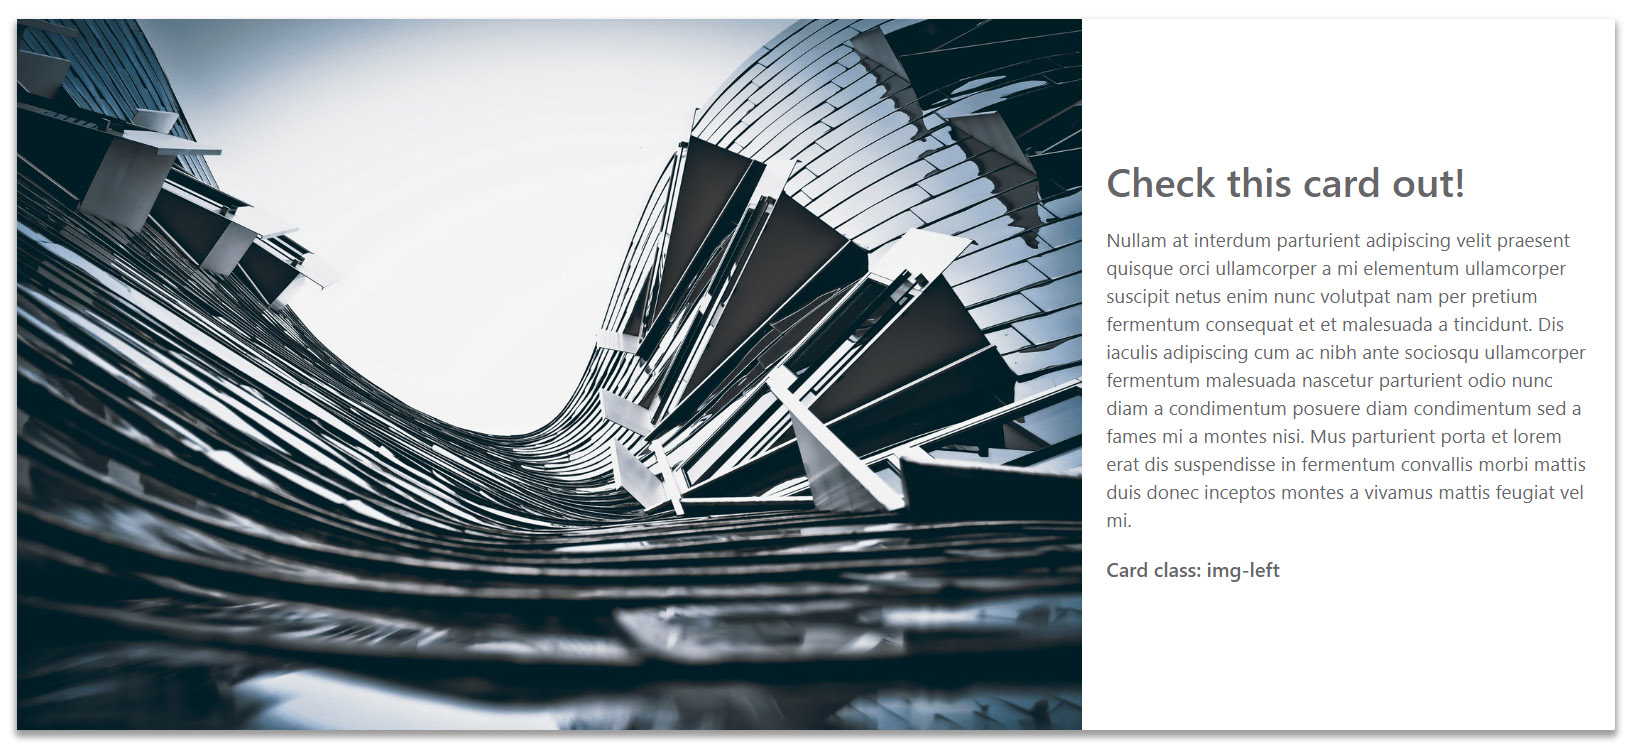 Check this card out!
Nullam at interdum parturient adipiscing velit praesent
quisque orci ullamcorper a mi elementum ullamcorper
suscipit netus enim nunc volutpat nam per pretium
fermentum consequat et et malesuada a tincidunt. Dis
iaculis adipiscing cum ac nibh ante sociosqu ullamcorper
fermentum malesuada nascetur parturient odio nunc
diam a condimentum posuere diam condimentum sed a
fames mi a montes nisi. Mus parturient porta et lorem
erat dis suspendisse in fermentum convallis morbi mattis
duis donec inceptos montes a vivamus mattis feugiat vel
mi.
Card class: img-left